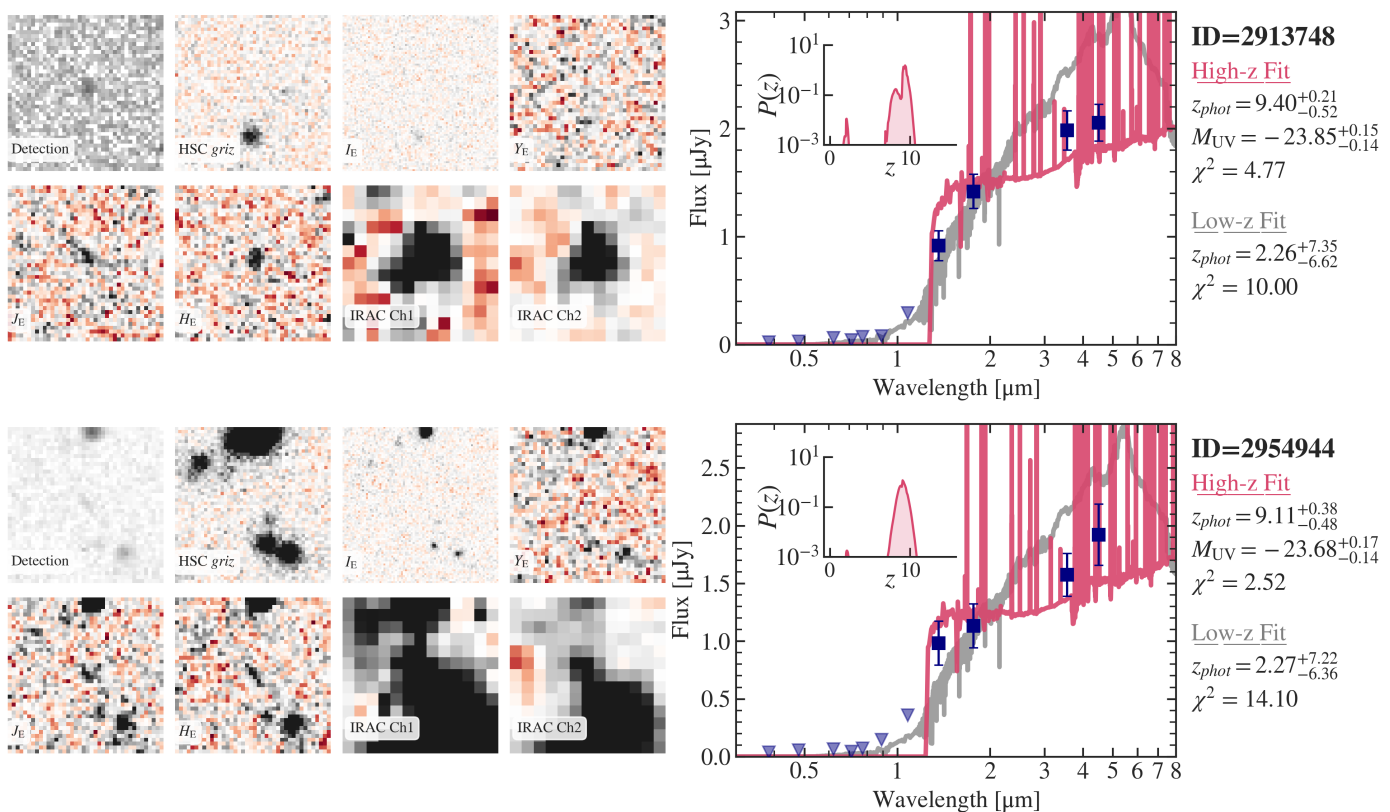 Detection
HSC griz
I_E
Y_E
J_E
H_E
IRAC Ch1
IRAC Ch2
Flux [μJy]
3
2
1
0
P(z)
10^1
10^-1
10^-3
0 10
z
0.5 1 2 3 4 5 6 7 8
Wavelength [μm]
ID=2913748
High-z Fit
z_phot = 9.40^{+0.21}_{-0.52}
M_UV = −23.85^{+0.15}_{-0.14}
χ² = 4.77
Low-z Fit
z_phot = 2.26^{+7.35}_{-6.62}
χ² = 10.00
Detection
HSC griz
I_E
Y_E
J_E
H_E
IRAC Ch1
IRAC Ch2
Flux [μJy]
2.5
2.0
1.5
1.0
0.5
0.0
P(z)
10^1
10^-1
10^-3
0 10
z
0.5 1 2 3 4 5 6 7 8
Wavelength [μm]
ID=2954944
High-z Fit
z_phot = 9.11^{+0.38}_{-0.48}
M_UV = −23.68^{+0.17}_{-0.14}
χ² = 2.52
Low-z Fit
z_phot = 2.27^{+7.22}_{-6.36}
χ² = 14.10